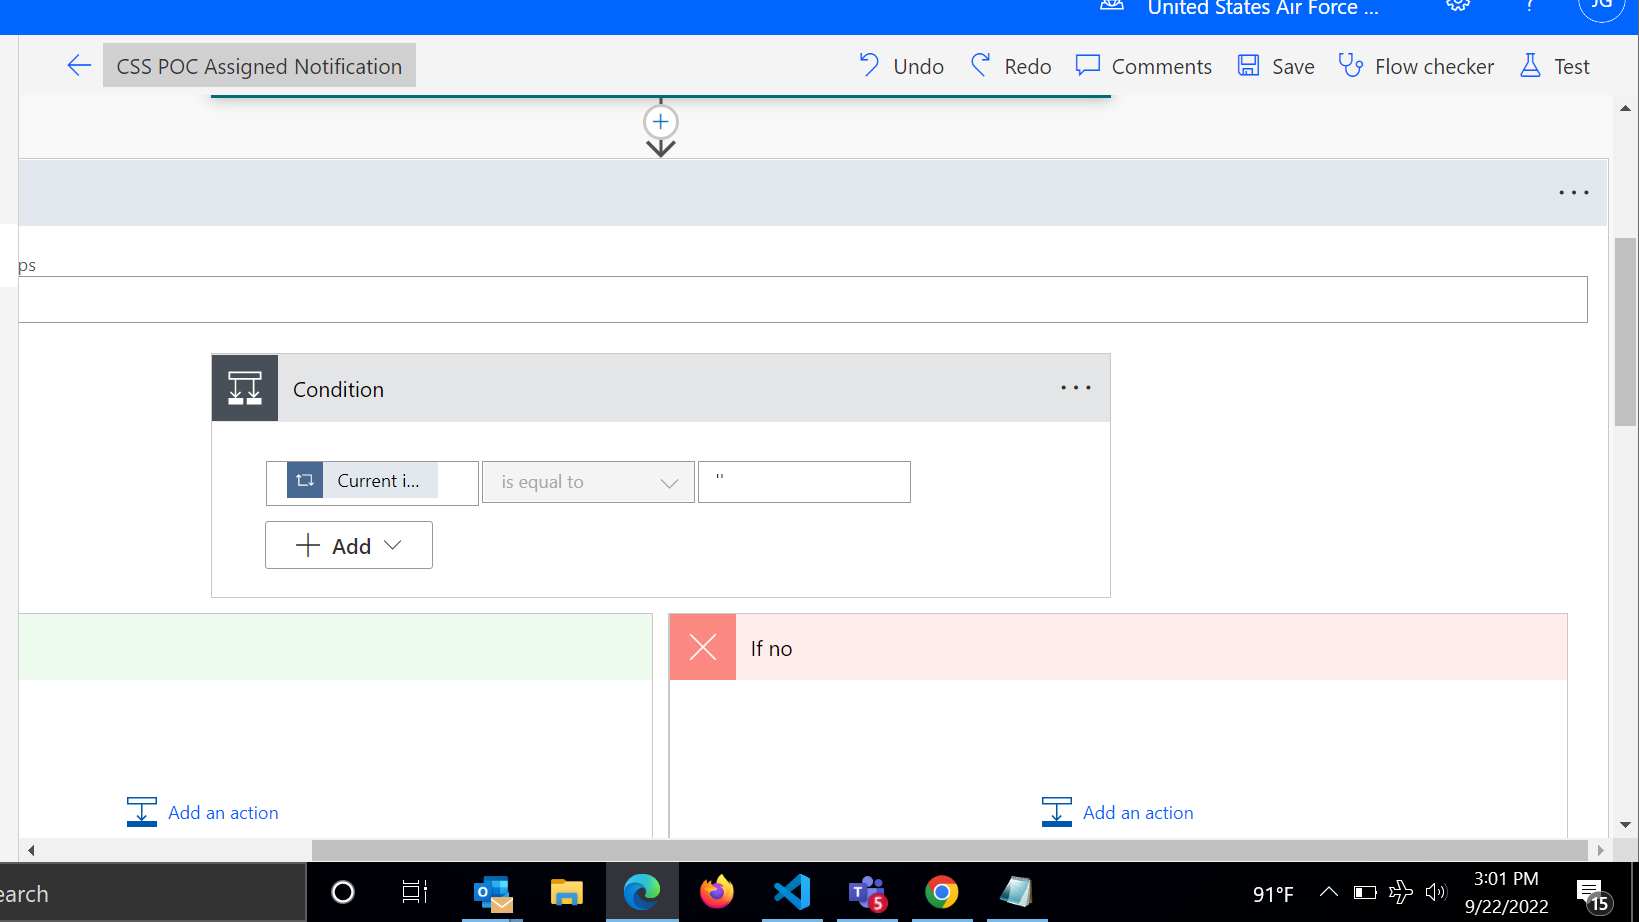 United States Air Force ...
?
JG
CSS POC Assigned Notification
Undo
Redo
Comments
Save
Flow checker
Test
ps
Condition
Current i...
is equal to
''
Add
If no
Add an action
Add an action
earch
5
91°F
3:01 PM
9/22/2022
15